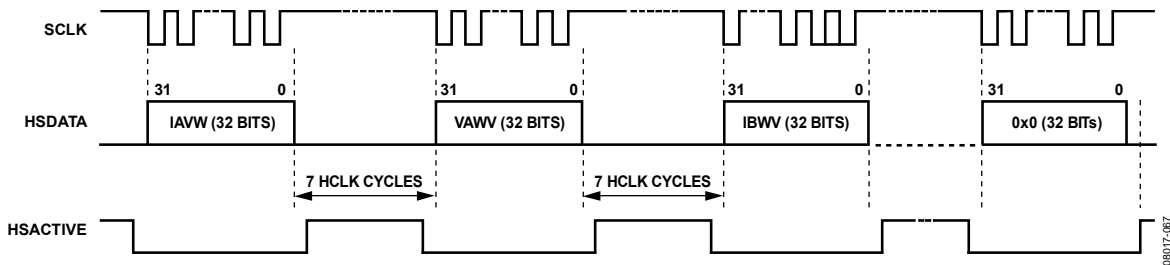 SCLK
31 0 31 0 31 0 31 0
HSDATA IAVW (32 BITS) VAWV (32 BITS) IBWV (32 BITS) 0x0 (32 BITs)
7 HCLK CYCLES 7 HCLK CYCLES
HSACTIVE
08017-067